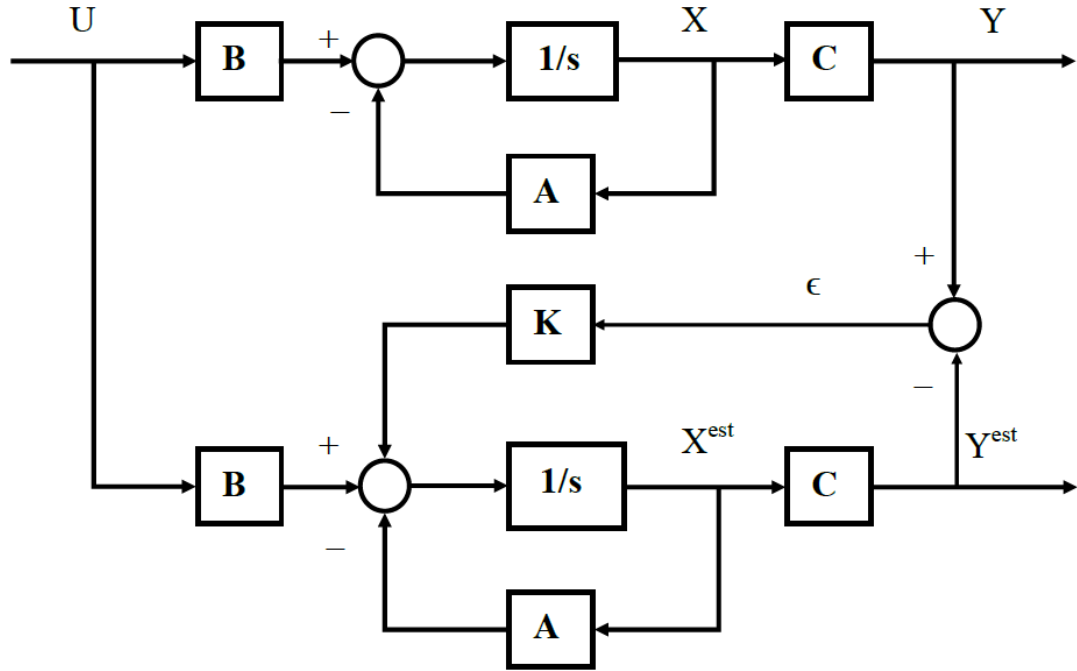 U X Y
+ B 1/s C
−
A
+
ϵ
K
−
X^est Y^est
+
B 1/s C
−
A